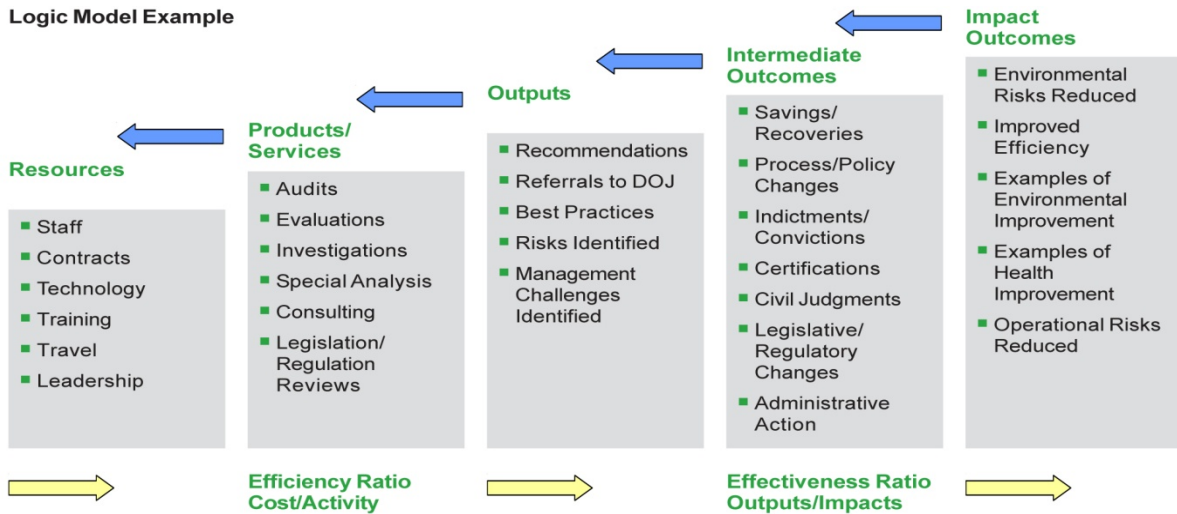 Logic Model Example
Resources
Staff
Contracts
Technology
Training
Travel
Leadership
Products/
Services
Audits
Evaluations
Investigations
Special Analysis
Consulting
Legislation/
Regulation
Reviews
Outputs
Recommendations
Referrals to DOJ
Best Practices
Risks Identified
Management
Challenges
Identified
Intermediate
Outcomes
Savings/
Recoveries
Process/Policy
Changes
Indictments/
Convictions
Certifications
Civil Judgments
Legislative/
Regulatory
Changes
Administrative
Action
Impact
Outcomes
Environmental
Risks Reduced
Improved
Efficiency
Examples of
Environmental
Improvement
Examples of
Health
Improvement
Operational Risks
Reduced
Efficiency Ratio
Cost/Activity
Effectiveness Ratio
Outputs/Impacts